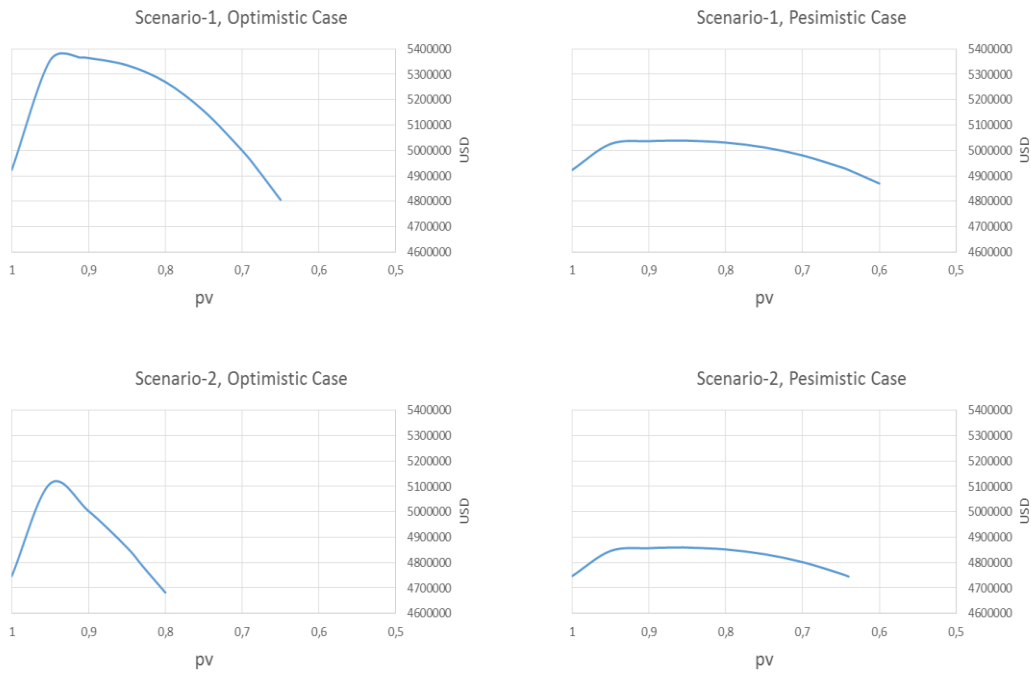 Scenario-1, Optimistic Case
5400000
5300000
5200000
5100000
5000000
4900000
4800000
4700000
4600000
USD
1 0,9 0,8 0,7 0,6 0,5
pv
Scenario-1, Pesimistic Case
5400000
5300000
5200000
5100000
5000000
4900000
4800000
4700000
4600000
USD
1 0,9 0,8 0,7 0,6 0,5
pv
Scenario-2, Optimistic Case
5400000
5300000
5200000
5100000
5000000
4900000
4800000
4700000
4600000
USD
1 0,9 0,8 0,7 0,6 0,5
pv
Scenario-2, Pesimistic Case
5400000
5300000
5200000
5100000
5000000
4900000
4800000
4700000
4600000
USD
1 0,9 0,8 0,7 0,6 0,5
pv